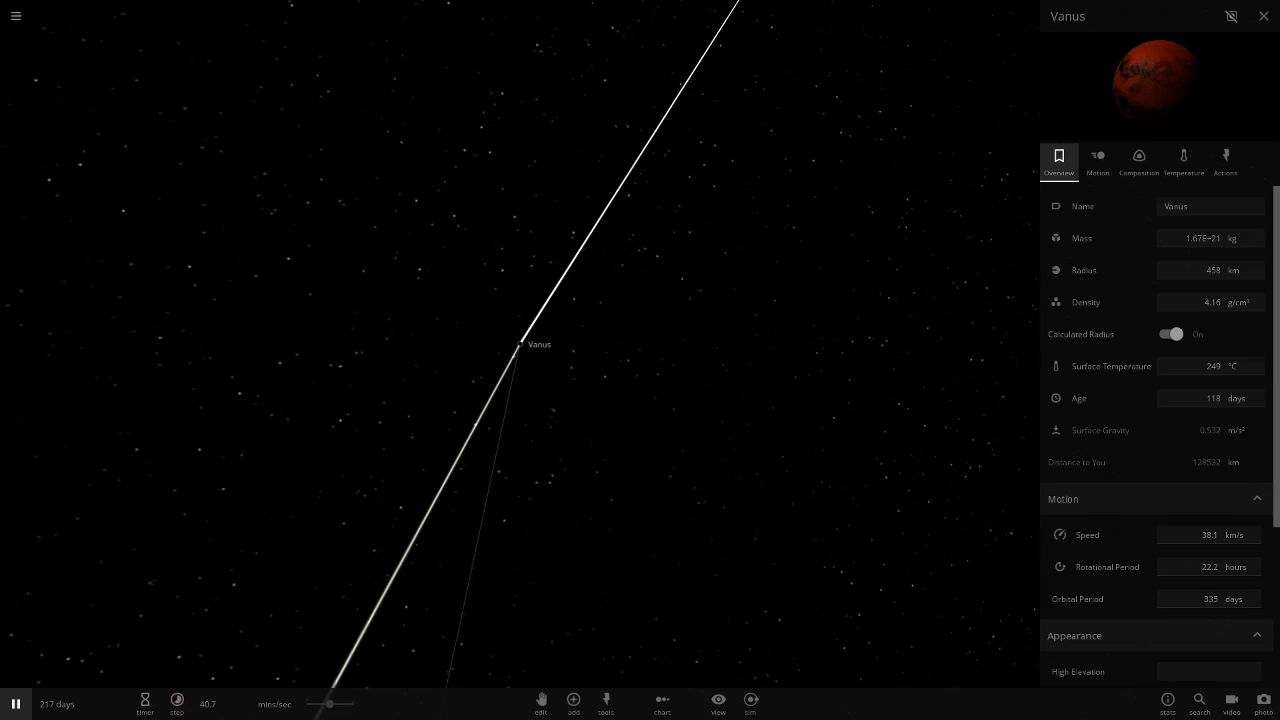 Vanus
Overview Motion Composition Temperature Actions
Name Vanus
Mass 1.67E+21 kg
Radius 458 km
Density 4.16 g/cm³
Calculated Radius On
Surface Temperature 249 °C
Age 118 days
Surface Gravity 0.532 m/s²
Distance to You 128532 km
Motion
Speed 38.1 km/s
Rotational Period 22.2 hours
Orbital Period 335 days
Appearance
High Elevation
Vanus
217 days timer step 40.7 mins/sec edit add tools chart view sim stats search video photo